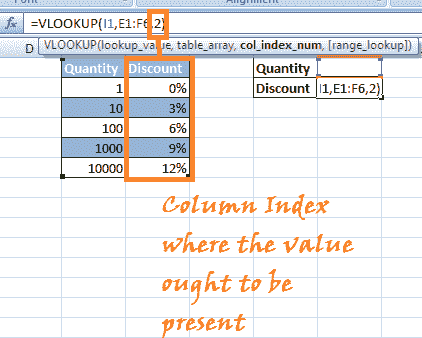 Font
Alignment
fx
=VLOOKUP(I1,E1:F6,2)
VLOOKUP(lookup_value, table_array, col_index_num, [range_lookup])
D
Quantity Discount Quantity
1 0% Discount I1,E1:F6,2)
10 3%
100 6%
1000 9%
10000 12%
Column Index
where the value
ought to be
present